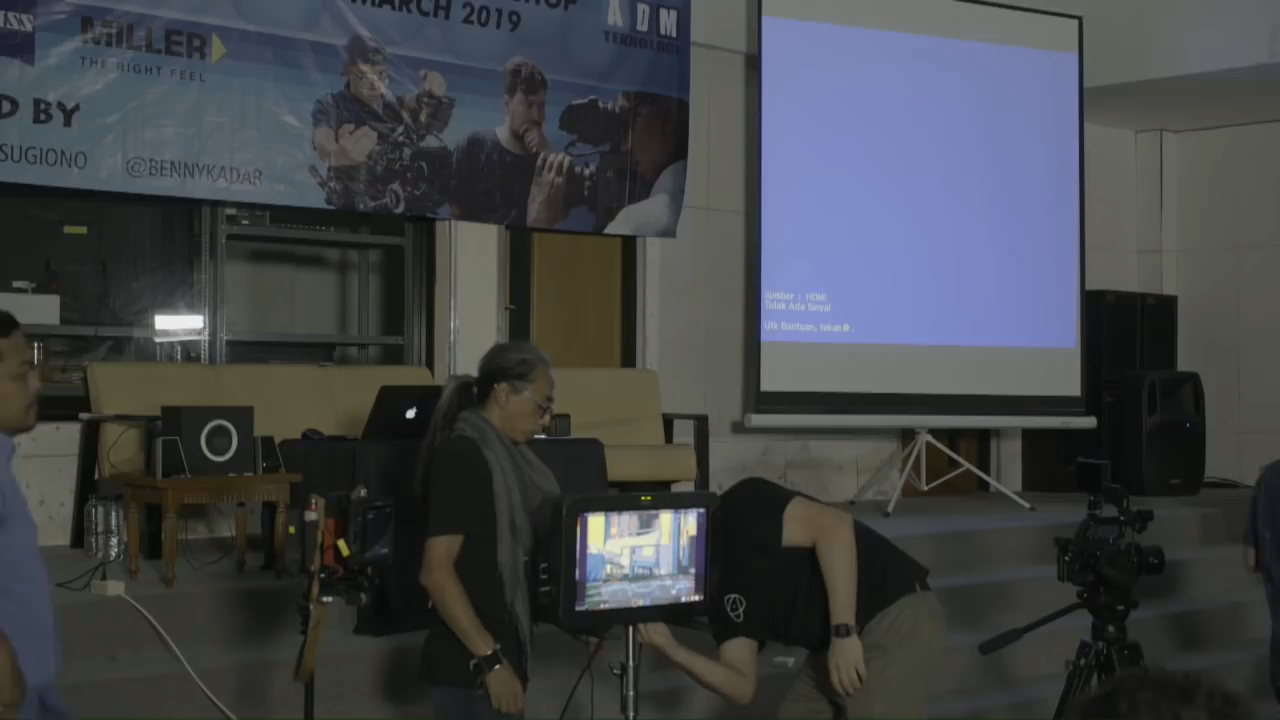 MARCH 2019
MILLER
THE RIGHT FEEL
ADM
TEKNOLOGI
D BY
SUGIONO
@BENNYKADAR
Sumber : HDMI
Tidak Ada Sinyal
Utk Bantuan, tekan